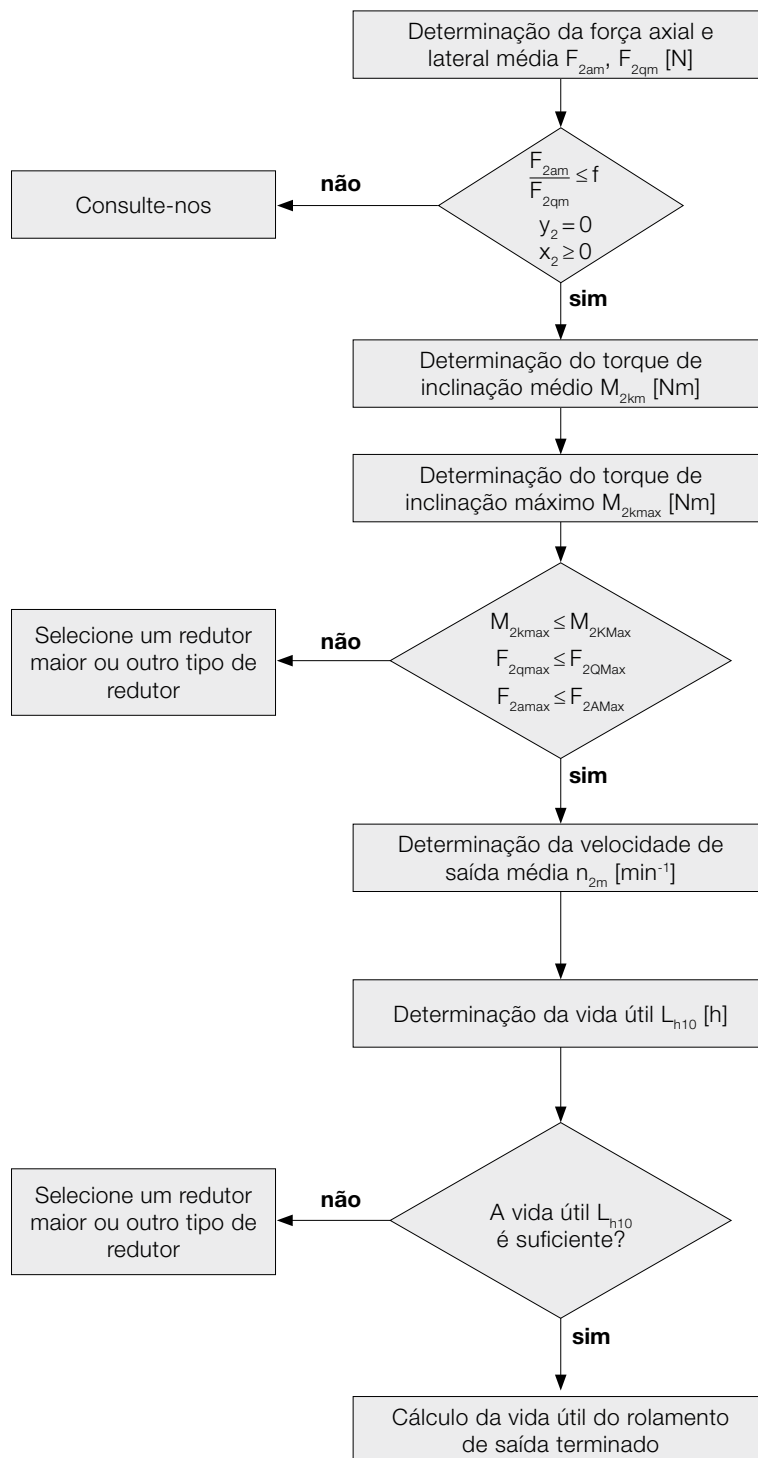 Determinação da força axial e
lateral média F₂ₐₘ, F₂qₘ [N]
F₂ₐₘ
F₂qₘ
≤ f
y₂ = 0
x₂ ≥ 0
não
Consulte-nos
sim
Determinação do torque de
inclinação médio M₂ₖₘ [Nm]
Determinação do torque de
inclinação máximo M₂ₖₘₐₓ [Nm]
M₂ₖₘₐₓ ≤ M₂KMax
F₂qmax ≤ F₂QMax
F₂amax ≤ F₂AMax
não
Selecione um redutor
maior ou outro tipo de
redutor
sim
Determinação da velocidade de
saída média n₂ₘ [min⁻¹]
Determinação da vida útil Lₕ₁₀ [h]
A vida útil Lₕ₁₀
é suficiente?
não
Selecione um redutor
maior ou outro tipo de
redutor
sim
Cálculo da vida útil do rolamento
de saída terminado